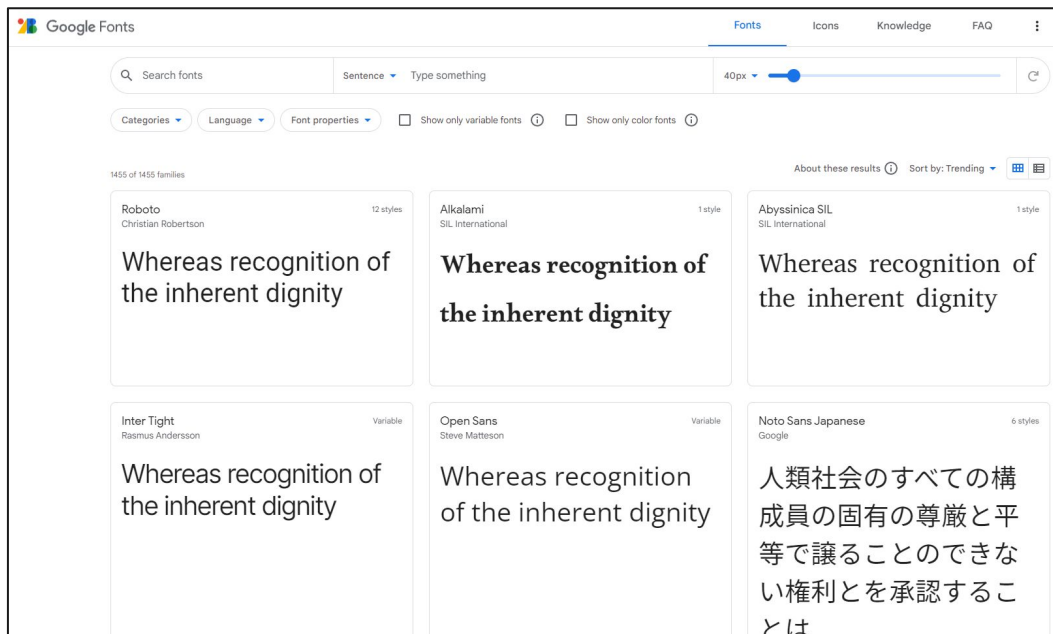 Google Fonts
Fonts
Icons
Knowledge
FAQ
Search fonts
Sentence
Type something
40px
Categories
Language
Font properties
Show only variable fonts
Show only color fonts
1455 of 1455 families
About these results
Sort by: Trending
Roboto
12 styles
Christian Robertson
Whereas recognition of
the inherent dignity
Alkalami
1 style
SIL International
Whereas recognition of
the inherent dignity
Abyssinica SIL
1 style
SIL International
Whereas recognition of
the inherent dignity
Inter Tight
Variable
Rasmus Andersson
Whereas recognition of
the inherent dignity
Open Sans
Variable
Steve Matteson
Whereas recognition
of the inherent dignity
Noto Sans Japanese
6 styles
Google
人類社会のすべての構
成員の固有の尊厳と平
等で譲ることのできな
い権利とを承認するこ
とは